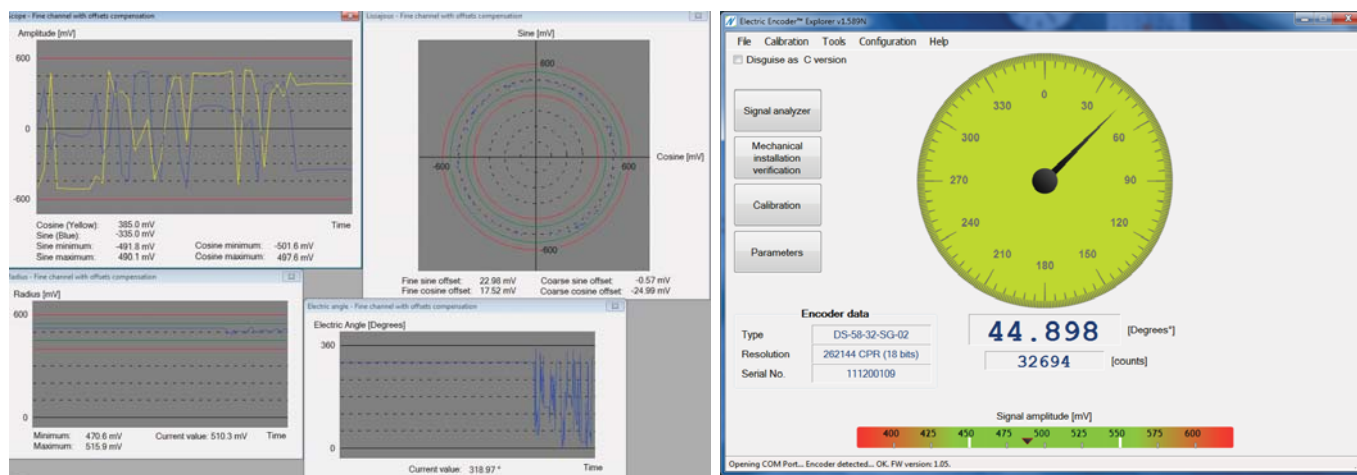 Scope - Fine channel with offsets compensation
Amplitude [mV]
600
0
-600
Cosine (Yellow): 385.0 mV Time
Sine (Blue): -335.0 mV
Sine minimum: -491.8 mV Cosine minimum: -501.6 mV
Sine maximum: 490.1 mV Cosine maximum: 497.6 mV
Lissajous - Fine channel with offsets compensation
Sine [mV]
600
Cosine [mV]
-600 600
-600
Fine sine offset: 22.98 mV Coarse sine offset: -0.57 mV
Fine cosine offset: 17.52 mV Coarse cosine offset: -24.99 mV
Radius - Fine channel with offsets compensation
Radius [mV]
600
0
Minimum: 470.6 mV Current value: 510.3 mV Time
Maximum: 515.9 mV
Electric angle - Fine channel with offsets compensation
Electric Angle [Degrees]
360
0
Current value: 318.97 ° Time
Electric Encoder™ Explorer v1.589N
File Calibration Tools Configuration Help
Disguise as C version
Signal analyzer
Mechanical
installation
verification
Calibration
Parameters
0
30
60
90
120
150
180
210
240
270
300
330
Encoder data
Type DS-58-32-SG-02
Resolution 262144 CPR (18 bits)
Serial No. 111200109
44.898 [Degrees°]
32694 [counts]
Signal amplitude [mV]
400 425 450 475 500 525 550 575 600
Opening COM Port... Encoder detected... OK. FW version: 1.05.